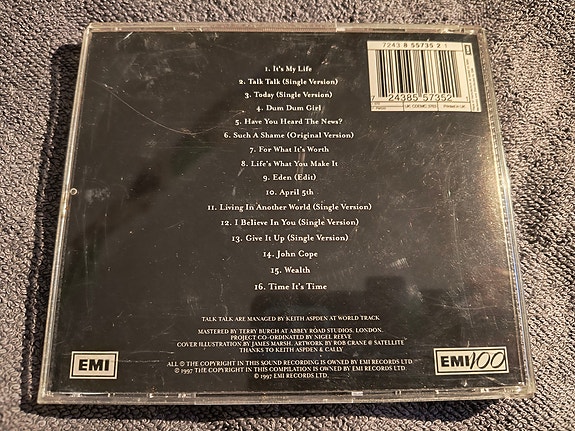 7243 8 55735 2 1
7 24385 57352
1. It's My Life
2. Talk Talk (Single Version)
3. Today (Single Version)
4. Dum Dum Girl
5. Have You Heard The News?
6. Such A Shame (Original Version)
7. For What It's Worth
8. Life's What You Make It
9. Eden (Edit)
10. April 5th
11. Living In Another World (Single Version)
12. I Believe In You (Single Version)
13. Give It Up (Single Version)
14. John Cope
15. Wealth
16. Time It's Time
TALK TALK ARE MANAGED BY KEITH ASPDEN AT WORLD TRACK.
MASTERED BY TERRY BURCH AT ABBEY ROAD STUDIOS, LONDON.
PROJECT CO-ORDINATED BY NIGEL REEVE
COVER ILLUSTRATION BY JAMES MARSH. ARTWORK BY ROB CRANE @ SATELLITE
THANKS TO KEITH ASPDEN & CALLY
ALL ℗ THE COPYRIGHT IN THIS SOUND RECORDING IS OWNED BY EMI RECORDS LTD.
© 1997 THE COPYRIGHT IN THIS COMPILATION IS OWNED BY EMI RECORDS LTD
© 1997 EMI RECORDS LTD.
EMI
EMI100